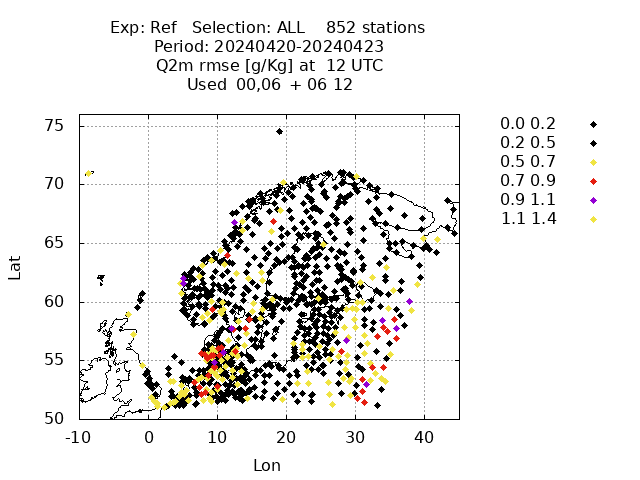 Exp: Ref   Selection: ALL    852 stations
Period: 20240420-20240423
Q2m rmse [g/Kg] at  12 UTC
Used  00,06  + 06 12
0.0 0.2
0.2 0.5
0.5 0.7
0.7 0.9
0.9 1.1
1.1 1.4
75
70
65
60
55
50
Lat
-10 0 10 20 30 40
Lon